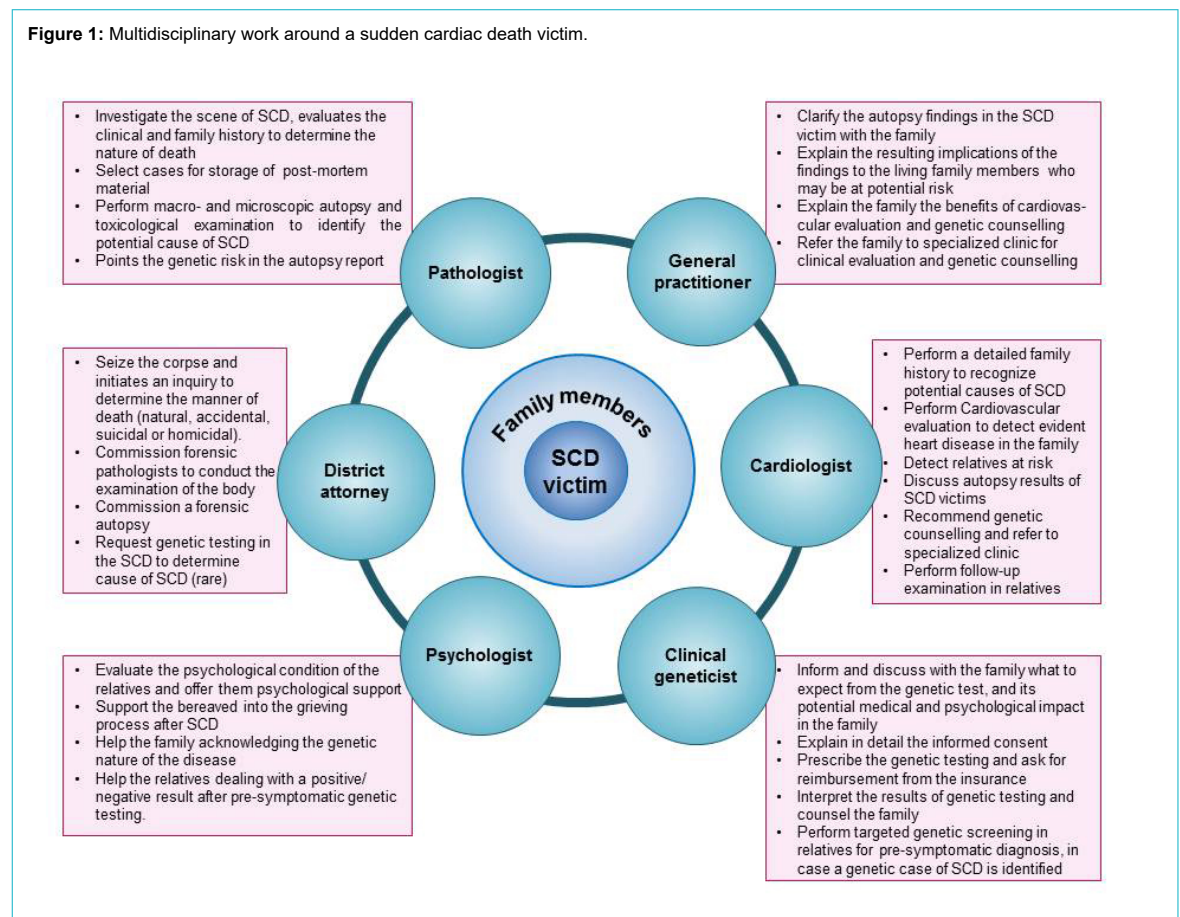 Figure 1: Multidisciplinary work around a sudden cardiac death victim.
• Investigate the scene of SCD, evaluates the
clinical and family history to determine the
nature of death
• Select cases for storage of post-mortem
material
• Perform macro- and microscopic autopsy and
toxicological examination to identify the
potential cause of SCD
• Points the genetic risk in the autopsy report
• Clarify the autopsy findings in the SCD
victim with the family
• Explain the resulting implications of the
findings to the living family members who
may be at potential risk
• Explain the family the benefits of cardiovas-
cular evaluation and genetic counselling
• Refer the family to specialized clinic for
clinical evaluation and genetic counselling
Pathologist
General
practitioner
• Seize the corpse and
initiates an inquiry to
determine the manner of
death (natural, accidental,
suicidal or homicidal).
• Commission forensic
pathologists to conduct the
examination of the body
• Commission a forensic
autopsy
• Request genetic testing in
the SCD to determine
cause of SCD (rare)
District
attorney
Family members
SCD
victim
Cardiologist
• Perform a detailed family
history to recognize
potential causes of SCD
• Perform Cardiovascular
evaluation to detect evident
heart disease in the family
• Detect relatives at risk
• Discuss autopsy results of
SCD victims
• Recommend genetic
counselling and refer to
specialized clinic
• Perform follow-up
examination in relatives
Psychologist
Clinical
geneticist
• Evaluate the psychological condition of the
relatives and offer them psychological support
• Support the bereaved into the grieving
process after SCD
• Help the family acknowledging the genetic
nature of the disease
• Help the relatives dealing with a positive/
negative result after pre-symptomatic genetic
testing.
• Inform and discuss with the family what to
expect from the genetic test, and its
potential medical and psychological impact
in the family
• Explain in detail the informed consent
• Prescribe the genetic testing and ask for
reimbursement from the insurance
• Interpret the results of genetic testing and
counsel the family
• Perform targeted genetic screening in
relatives for pre-symptomatic diagnosis, in
case a genetic case of SCD is identified